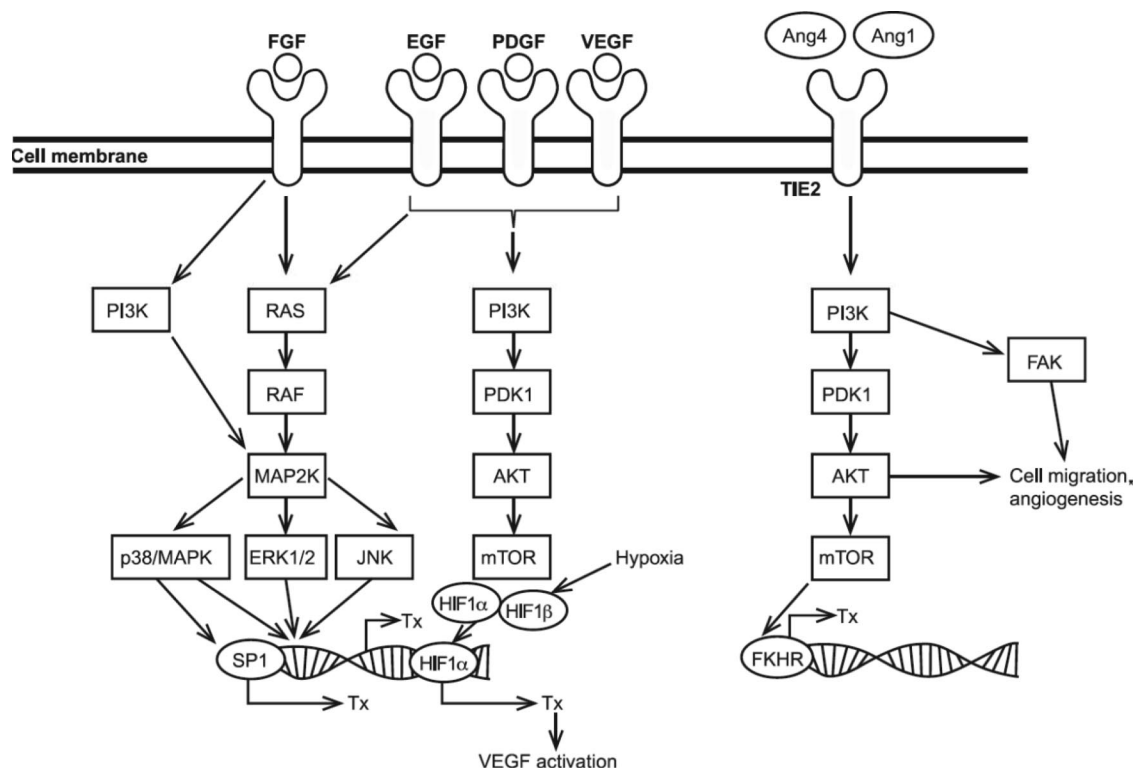 FGF
EGF
PDGF
VEGF
Ang4
Ang1
Cell membrane
TIE2
PI3K
RAS
PI3K
PI3K
FAK
RAF
PDK1
PDK1
MAP2K
AKT
AKT
Cell migration,
angiogenesis
p38/MAPK
ERK1/2
JNK
mTOR
Hypoxia
mTOR
HIF1α
HIF1β
Tx
Tx
SP1
HIF1α
FKHR
Tx
Tx
VEGF activation